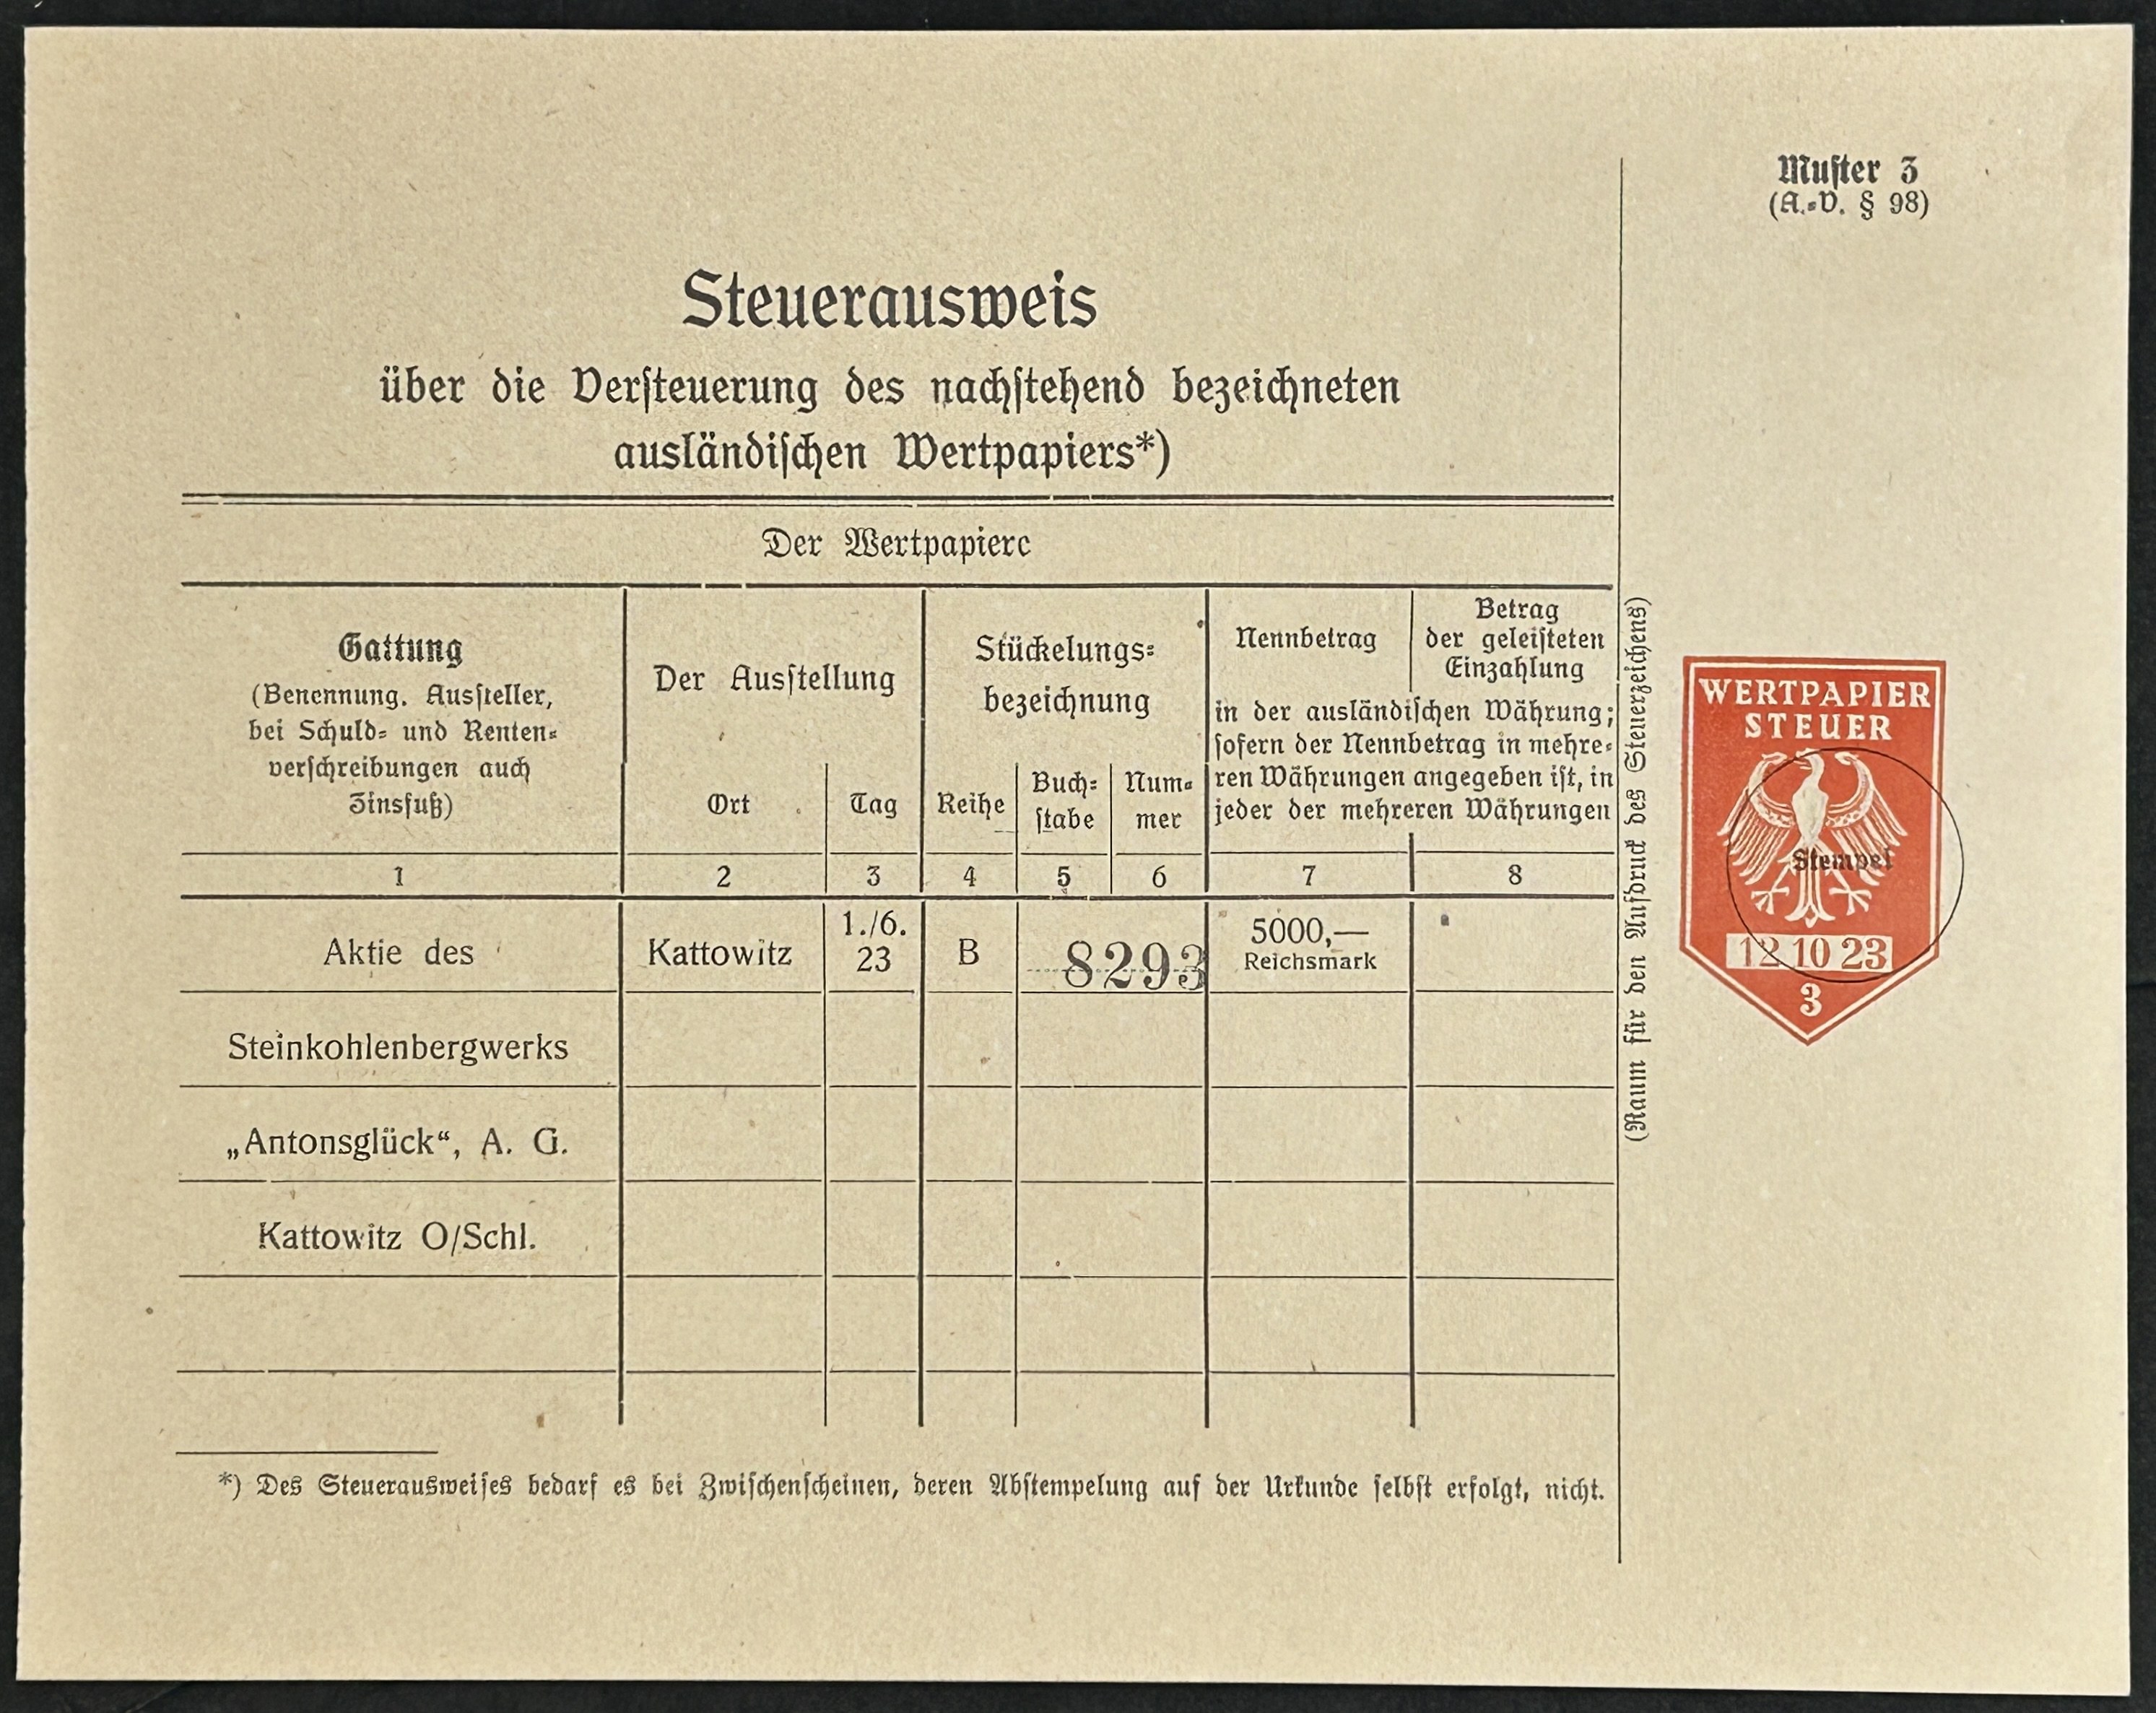 Muster 3
(A.-V. § 98)
Steuerausweis
über die Versteuerung des nachstehend bezeichneten
ausländischen Wertpapiers*)
Der Wertpapiere
Gattung
(Benennung. Aussteller,
bei Schuld- und Renten-
verschreibungen auch
Zinsfuß)
Der Ausstellung
Ort
Tag
Stückelungs-
bezeichnung
Reihe
Buch-
stabe
Num-
mer
Nennbetrag
Betrag
der geleisteten
Einzahlung
in der ausländischen Währung;
sofern der Nennbetrag in mehre-
ren Währungen angegeben ist, in
jeder der mehreren Währungen
1 2 3 4 5 6 7 8
Aktie des
Kattowitz
1./6.
23
B
8293
5000,—
Reichsmark
Steinkohlenbergwerks
„Antonsglück“, A. G.
Kattowitz O/Schl.
*) Des Steuerausweises bedarf es bei Zwischenscheinen, deren Abstempelung auf der Urkunde selbst erfolgt, nicht.
(Raum für den Aufdruck des Steuerzeichens)
WERTPAPIER
STEUER
Stempel
12 10 23
3